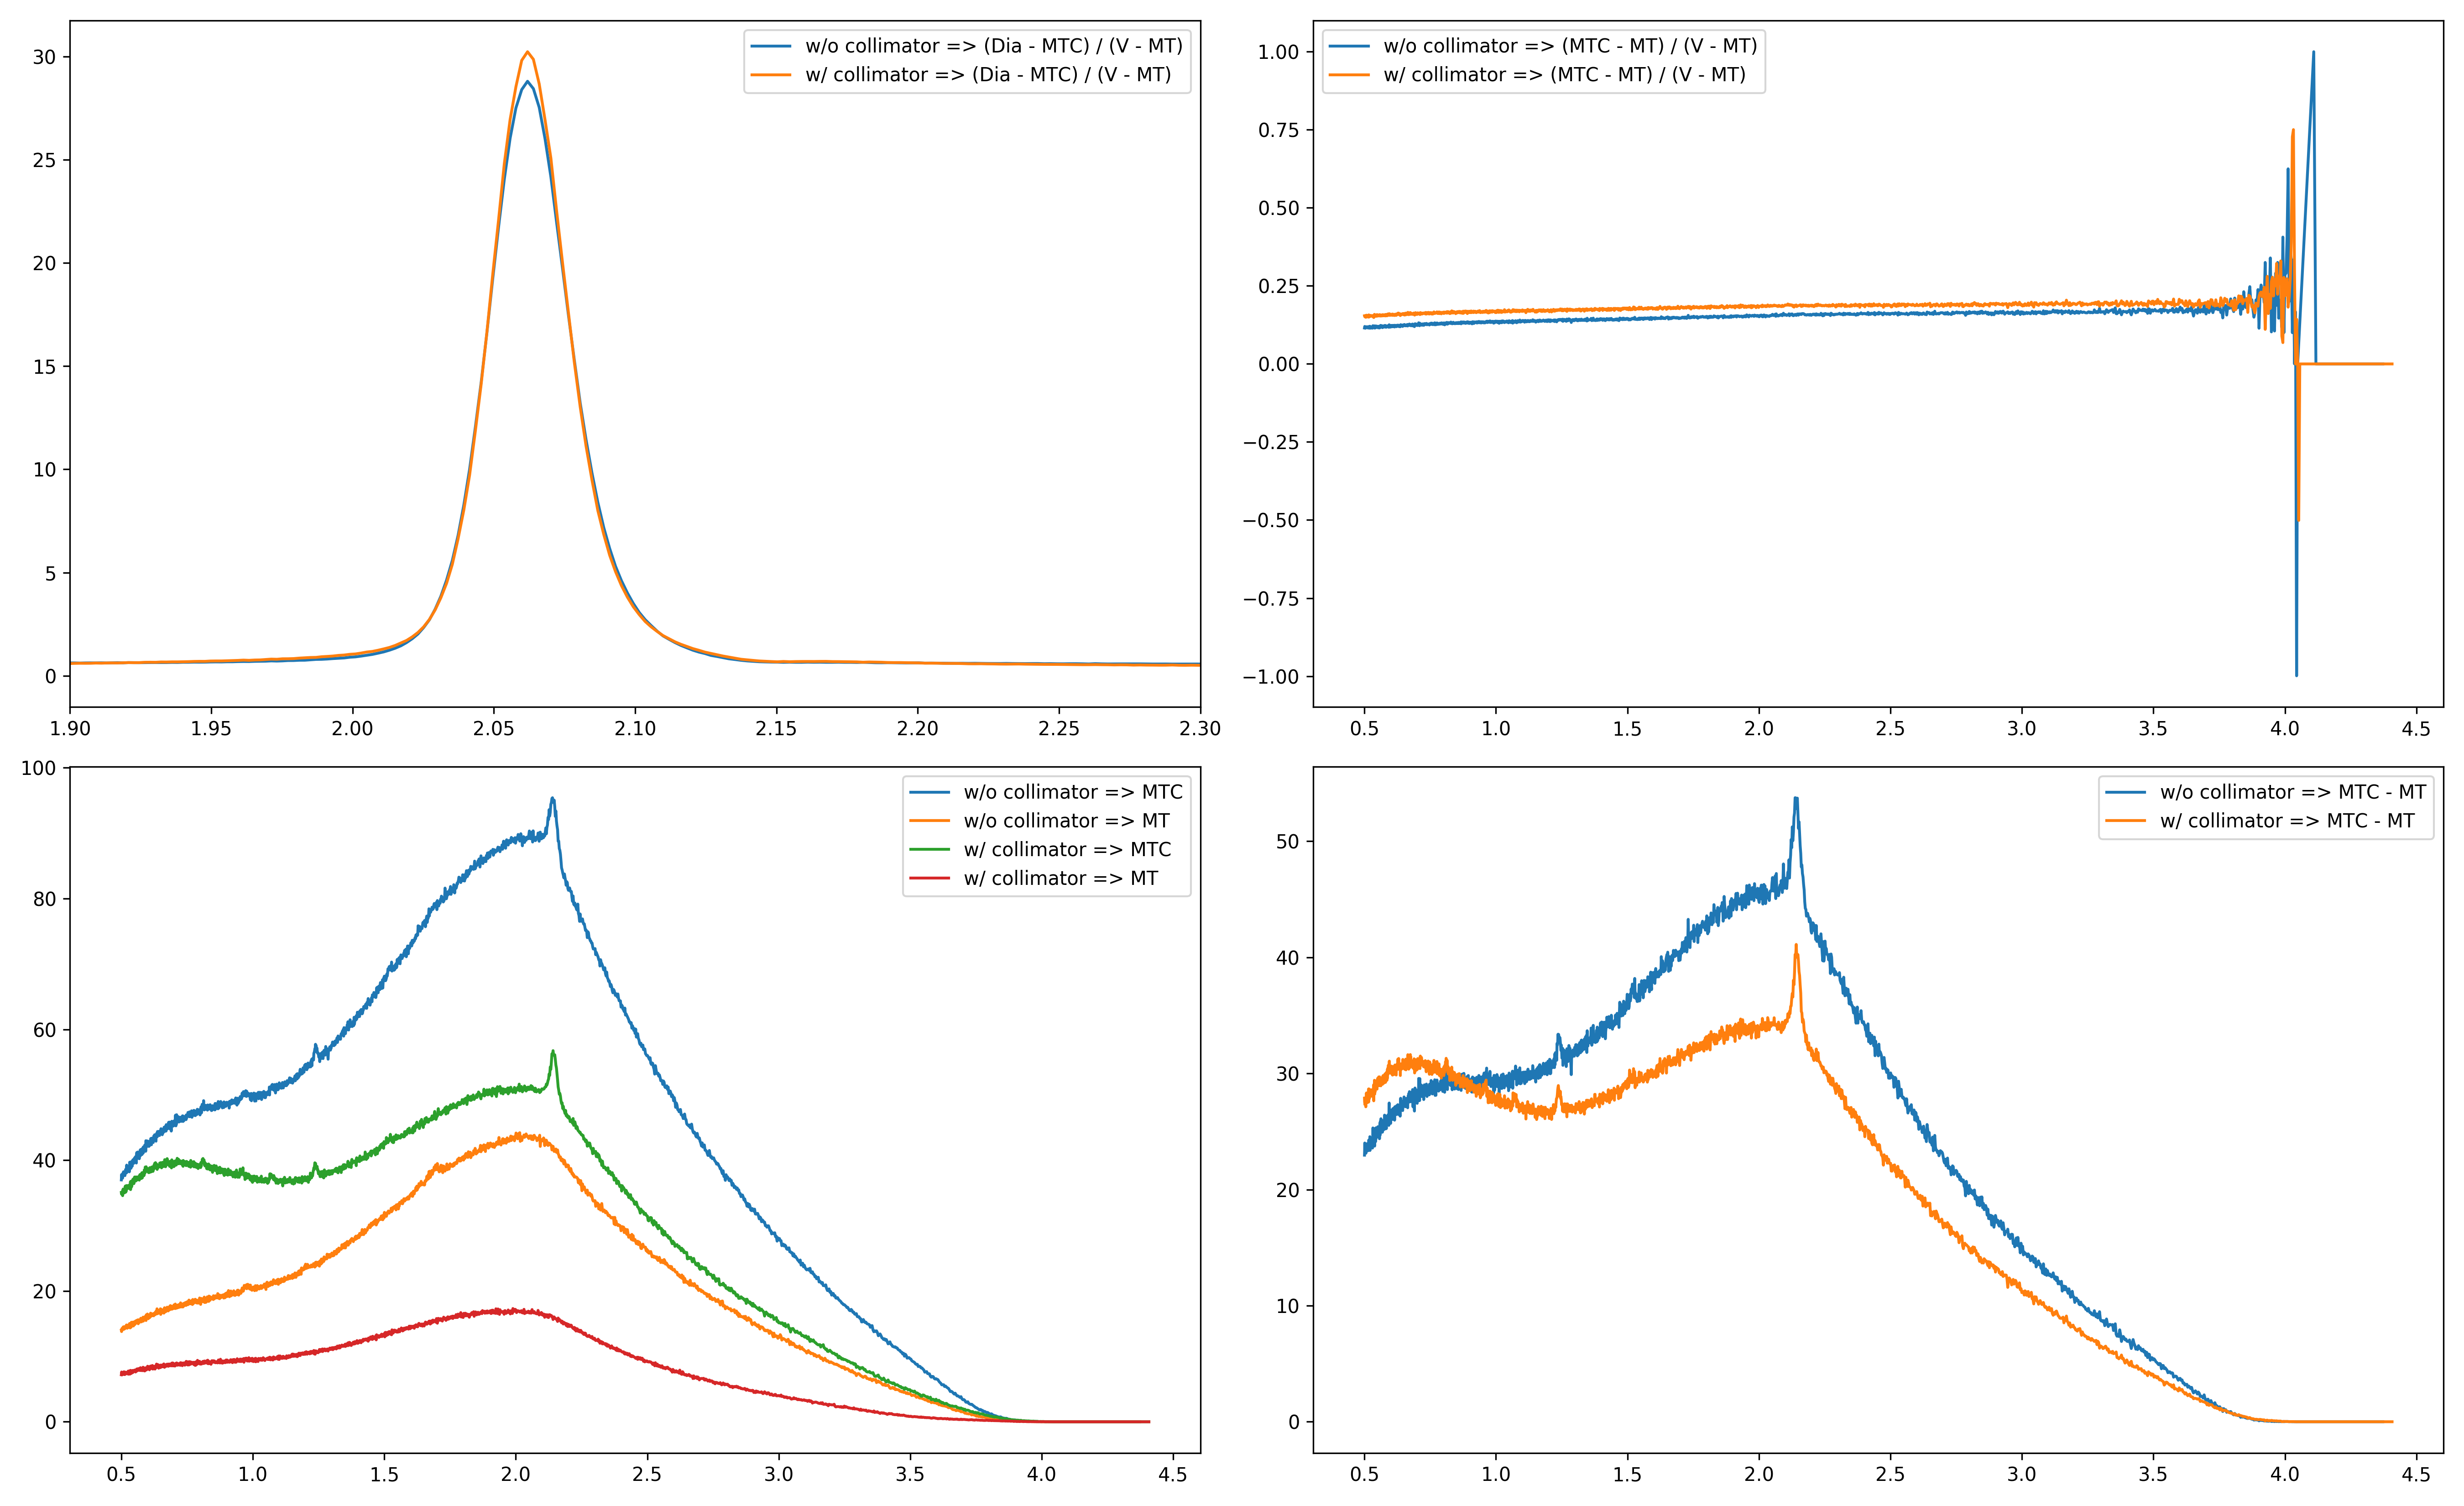 w/o collimator => (Dia - MTC) / (V - MT)
w/ collimator => (Dia - MTC) / (V - MT)
30
25
20
15
10
5
0
1.90 1.95 2.00 2.05 2.10 2.15 2.20 2.25 2.30
w/o collimator => (MTC - MT) / (V - MT)
w/ collimator => (MTC - MT) / (V - MT)
1.00
0.75
0.50
0.25
0.00
−0.25
−0.50
−0.75
−1.00
0.5 1.0 1.5 2.0 2.5 3.0 3.5 4.0 4.5
w/o collimator => MTC
w/o collimator => MT
w/ collimator => MTC
w/ collimator => MT
100
80
60
40
20
0
0.5 1.0 1.5 2.0 2.5 3.0 3.5 4.0 4.5
w/o collimator => MTC - MT
w/ collimator => MTC - MT
50
40
30
20
10
0
0.5 1.0 1.5 2.0 2.5 3.0 3.5 4.0 4.5